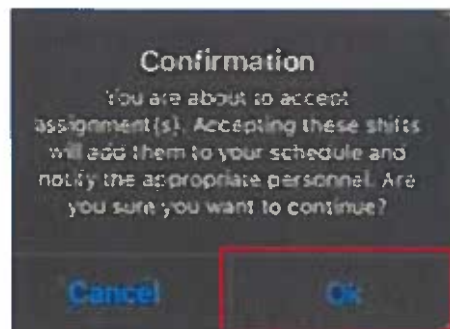 Confirmation
You are about to accept
assignment(s). Accepting these shifts
will add them to your schedule and
notify the appropriate personnel. Are
you sure you want to continue?
Cancel Ok